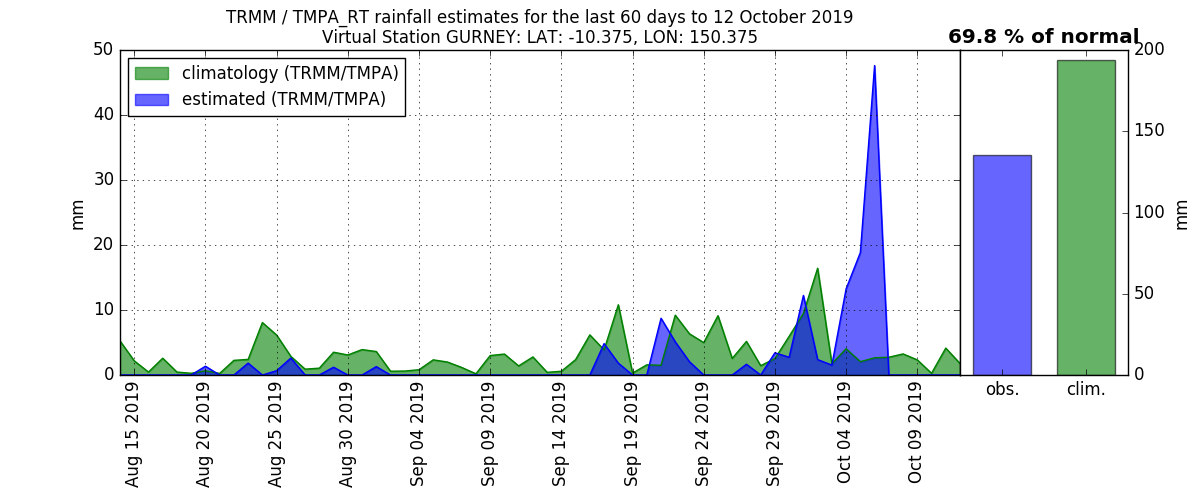 TRMM / TMPA_RT rainfall estimates for the last 60 days to 12 October 2019
Virtual Station GURNEY: LAT: -10.375, LON: 150.375
69.8 % of normal
climatology (TRMM/TMPA)
estimated (TRMM/TMPA)
50
40
30
20
10
0
mm
Aug 15 2019
Aug 20 2019
Aug 25 2019
Aug 30 2019
Sep 04 2019
Sep 09 2019
Sep 14 2019
Sep 19 2019
Sep 24 2019
Sep 29 2019
Oct 04 2019
Oct 09 2019
200
150
100
50
0
mm
obs.
clim.